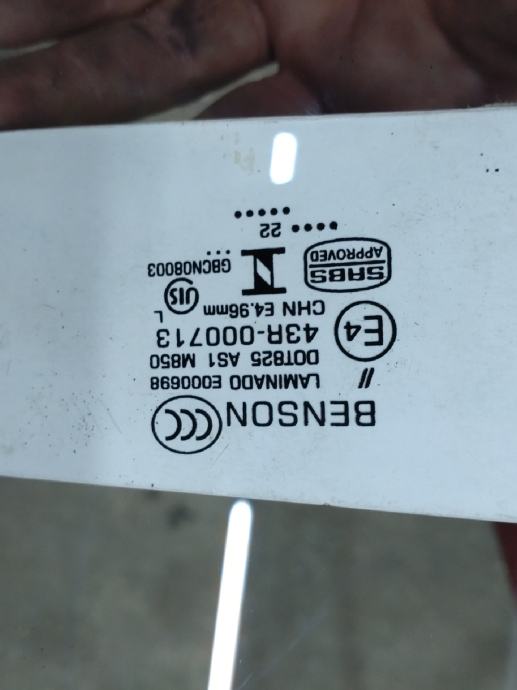 BENSON CCC
// LAMINADO E000698
DOT825 AS1 M850
E4 43R-000713
CHN E4.96mm L
SABS APPROVED N GBCN08003 JIS
•••• 22 •••
••••••